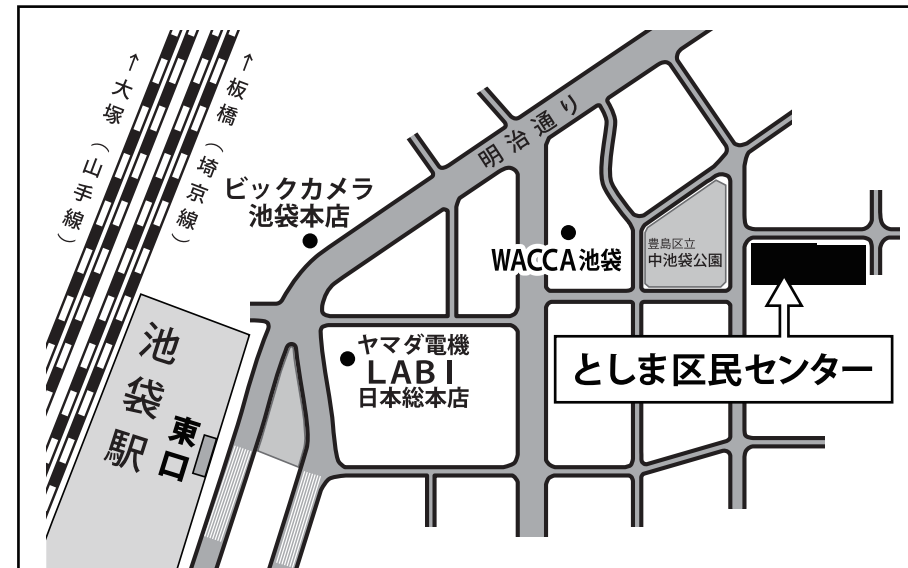 ↑大塚（山手線）
↑板橋（埼京線）
明治通り
ビックカメラ
池袋本店
WACCA池袋
豊島区立
中池袋公園
ヤマダ電機
LABI
日本総本店
としま区民センター
池袋駅
東口